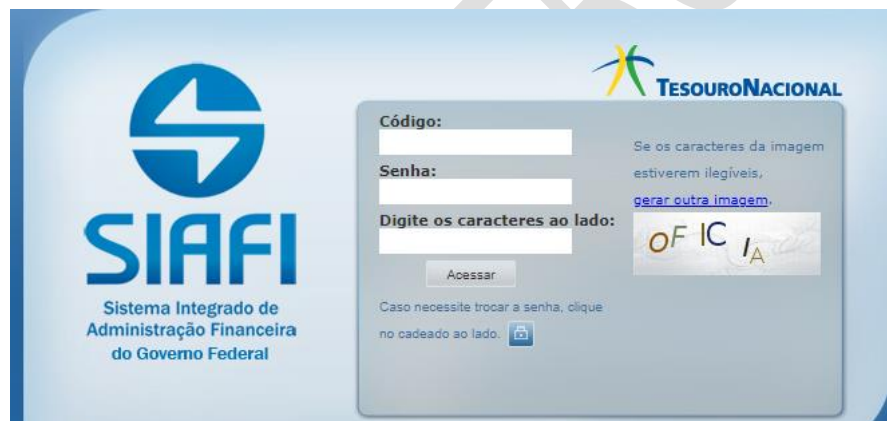 TESOURONACIONAL
Código:
Senha:
Digite os caracteres ao lado:
Acessar
Caso necessite trocar a senha, clique
no cadeado ao lado.
Se os caracteres da imagem
estiverem ilegíveis,
gerar outra imagem.
OF IC IA
SIAFI
Sistema Integrado de
Administração Financeira
do Governo Federal